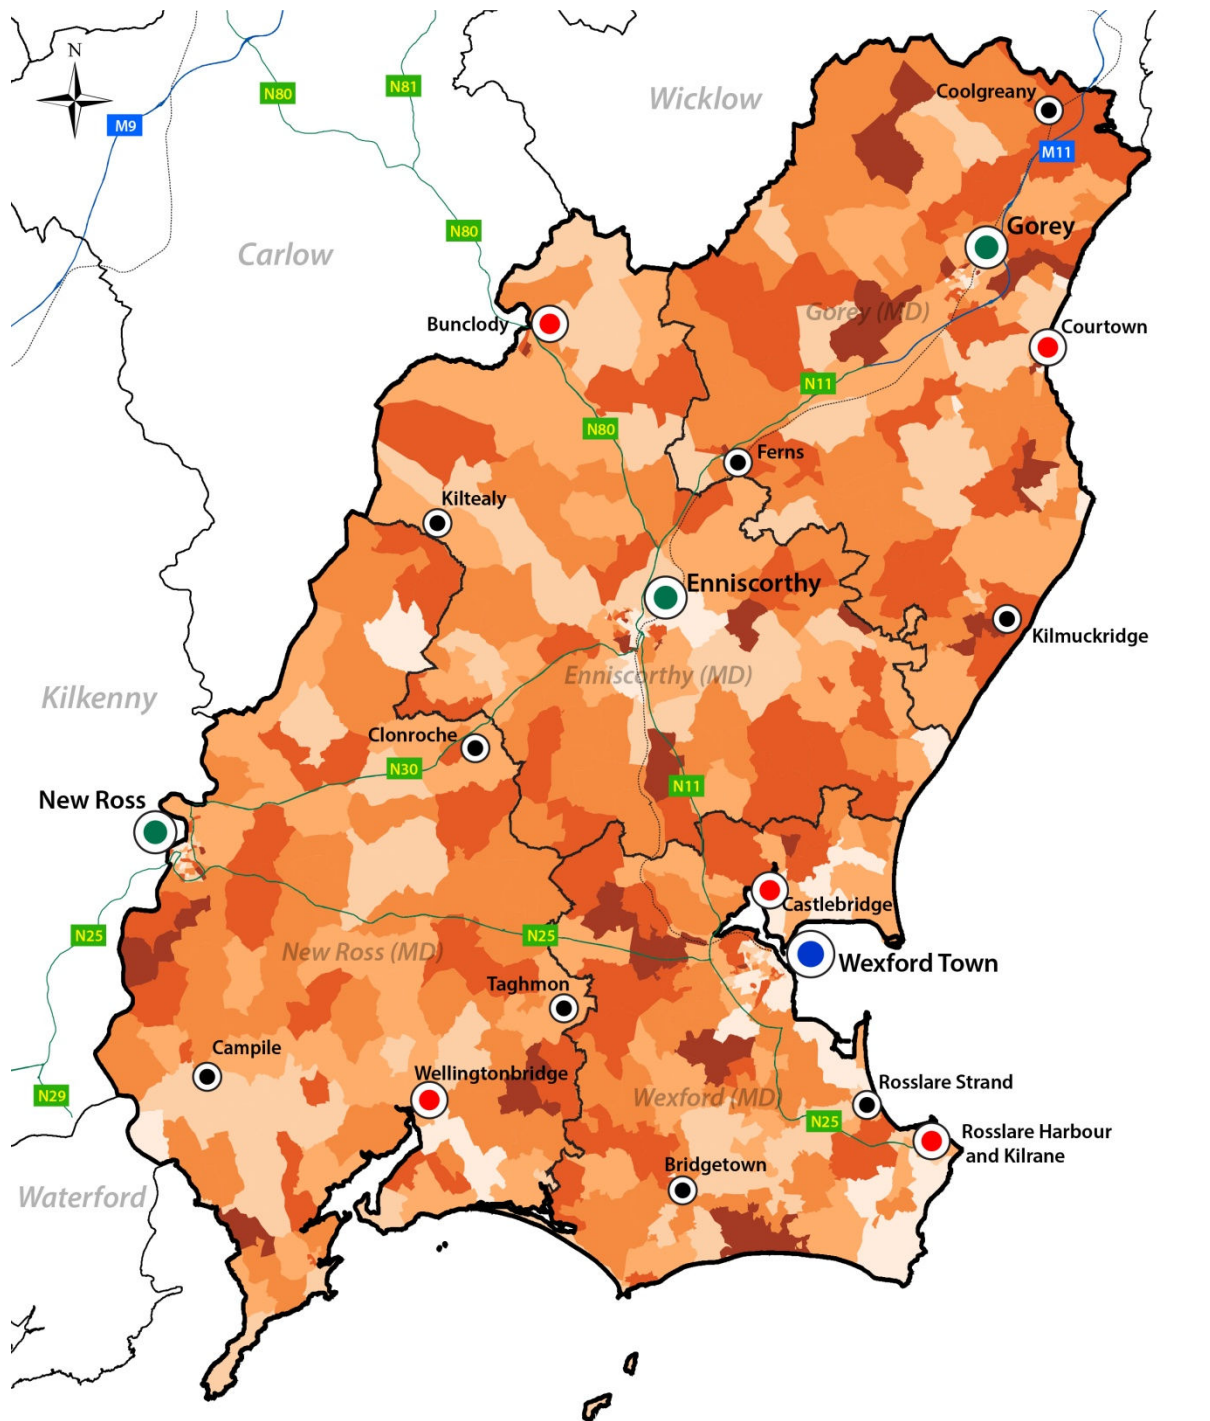 N
N80
N81
Wicklow
Coolgreany
M9
M11
N80
Carlow
Gorey
Gorey (MD)
Bunclody
Courtown
N11
N80
Ferns
Kiltealy
Enniscorthy
Kilmuckridge
Enniscorthy (MD)
Kilkenny
Clonroche
N30
N11
New Ross
Castlebridge
N25
N25
New Ross (MD)
Wexford Town
Taghmon
Campile
Wellingtonbridge
Rosslare Strand
N29
Wexford (MD)
N25
Rosslare Harbour
and Kilrane
Bridgetown
Waterford